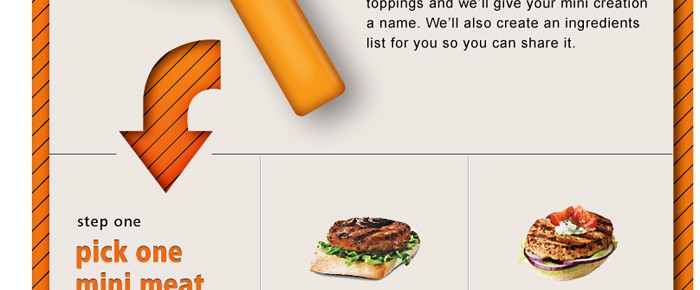 toppings and we'll give your mini creation
a name. We'll also create an ingredients
list for you so you can share it.
step one
pick one
mini meat